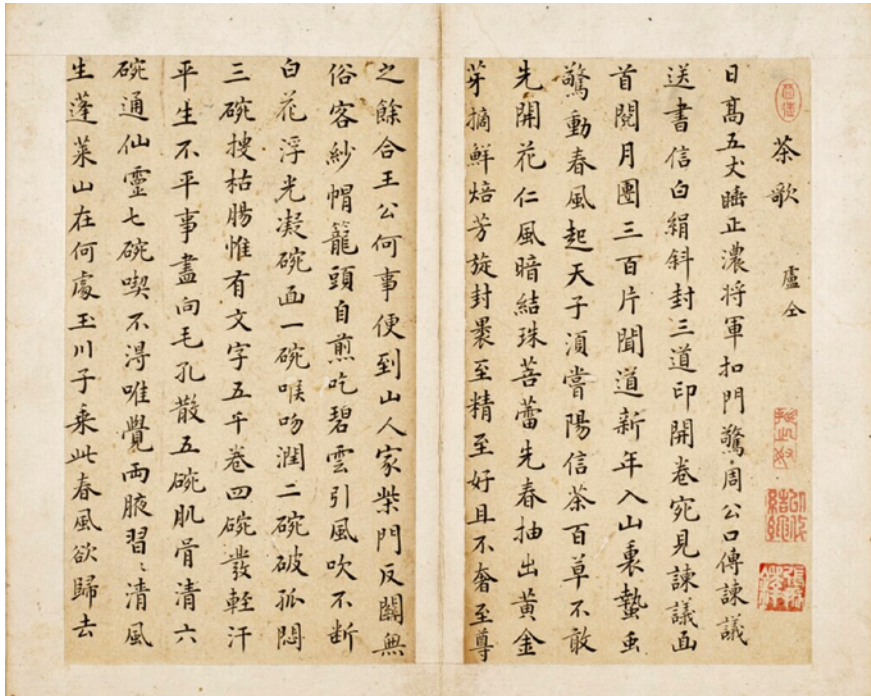 茶歌 盧仝
日高五丈睡正濃將軍扣門驚周公口傳諫議
送書信白絹斜封三道印開卷宛見諫議面
首閱月團三百片聞道新年入山裏蟄虫
驚動春風起天子須嘗陽信茶百草不敢
先開花仁風暗結珠菩蕾先春抽出黃金
芽摘鮮焙芳旋封裹至精至好且不奢至尊
之餘合王公何事便到山人家柴門反關無
俗客紗帽籠頭自煎吃碧雲引風吹不斷
白花浮光凝碗面一碗喉吻潤二碗破孤悶
三碗搜枯腸惟有文字五千卷四碗發輕汗
平生不平事盡向毛孔散五碗肌骨清六
碗通仙靈七碗喫不得唯覺兩腋習〻清風
生蓬萊山在何處玉川子乘此春風欲歸去